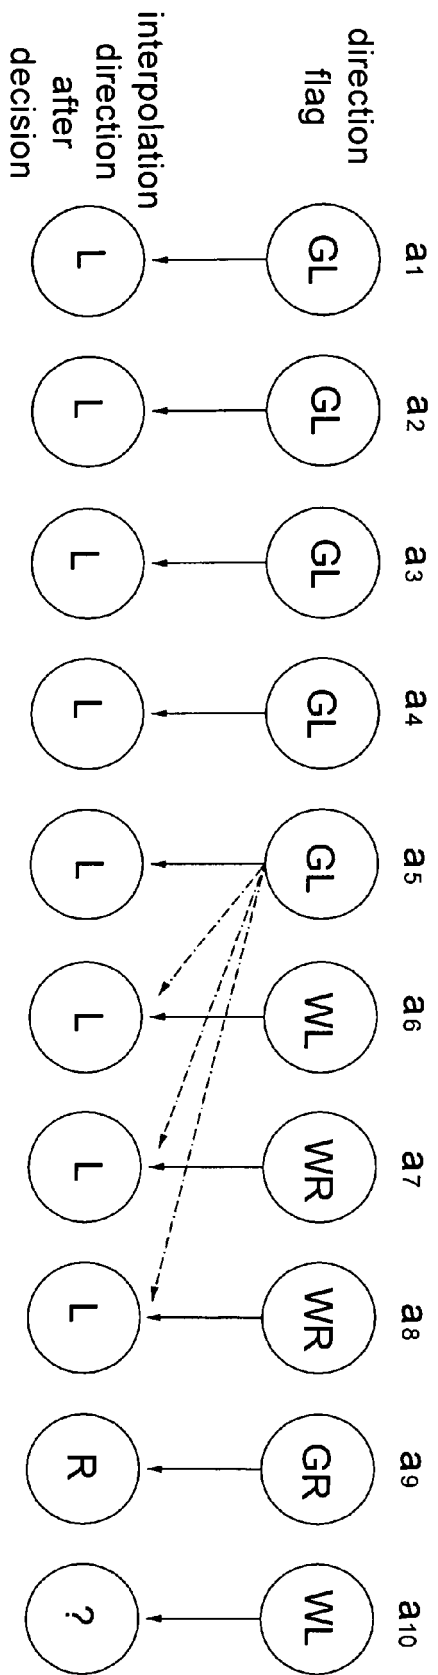 a1 a2 a3 a4 a5 a6 a7 a8 a9 a10
direction
flag
GL GL GL GL GL WL WR WR GR WL
interpolation
direction
after
decision
L L L L L L L L R ?